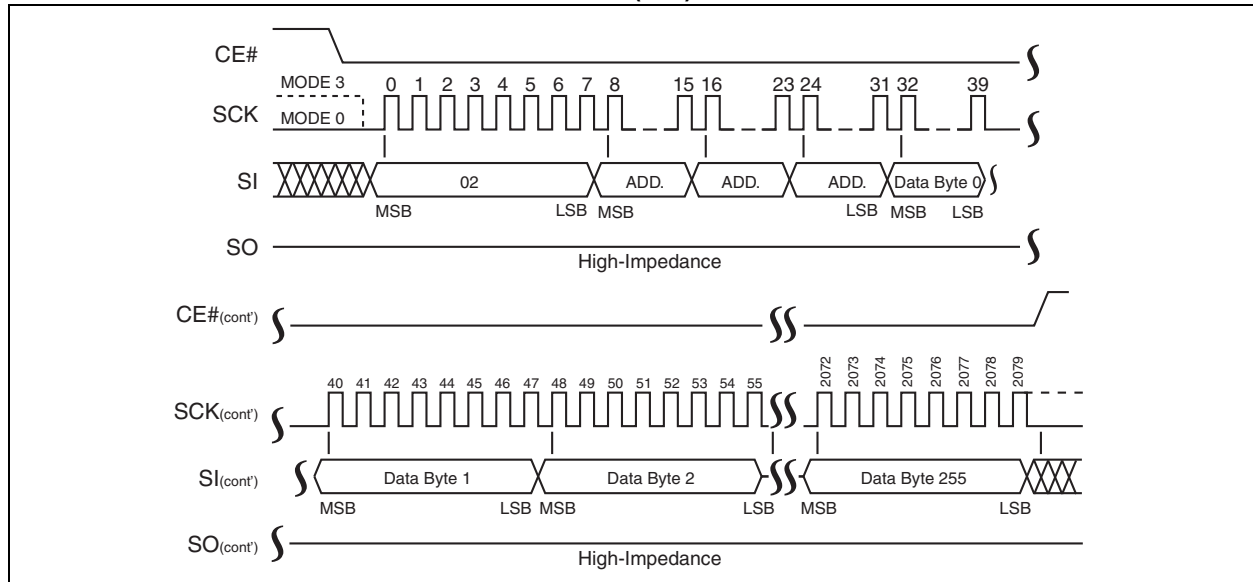 CE#
MODE 3
0 1 2 3 4 5 6 7 8 15 16 23 24 31 32 39
SCK
MODE 0
SI
02 ADD. ADD. ADD. Data Byte 0
MSB LSB MSB LSB MSB LSB
SO
High-Impedance
CE#(cont')
40 41 42 43 44 45 46 47 48 49 50 51 52 53 54 55 2072 2073 2074 2075 2076 2077 2078 2079
SCK(cont')
SI(cont')
Data Byte 1 Data Byte 2 Data Byte 255
MSB LSB MSB LSB MSB LSB
SO(cont')
High-Impedance